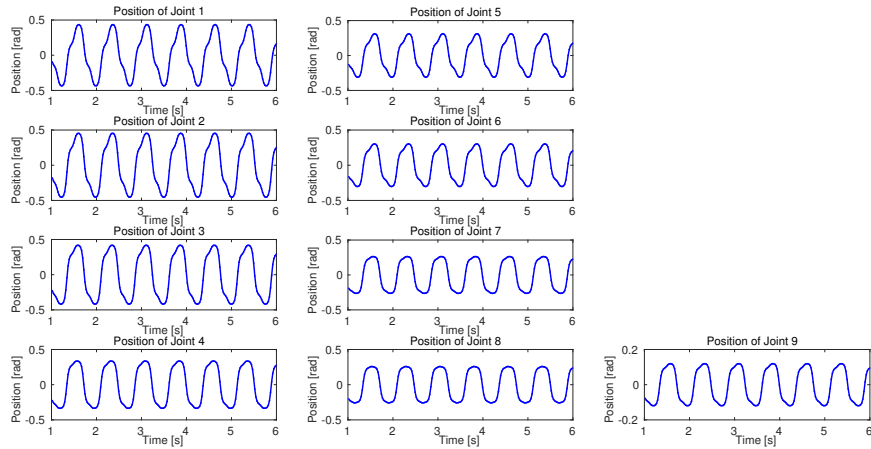 Position of Joint 1
Position [rad]
0.5
0
-0.5
1 2 3 4 5 6
Time [s]
Position of Joint 2
Position [rad]
0.5
0
-0.5
1 2 3 4 5 6
Time [s]
Position of Joint 3
Position [rad]
0.5
0
-0.5
1 2 3 4 5 6
Time [s]
Position of Joint 4
Position [rad]
0.5
0
-0.5
1 2 3 4 5 6
Time [s]
Position of Joint 5
Position [rad]
0.5
0
-0.5
1 2 3 4 5 6
Time [s]
Position of Joint 6
Position [rad]
0.5
0
-0.5
1 2 3 4 5 6
Time [s]
Position of Joint 7
Position [rad]
0.5
0
-0.5
1 2 3 4 5 6
Time [s]
Position of Joint 8
Position [rad]
0.5
0
-0.5
1 2 3 4 5 6
Time [s]
Position of Joint 9
Position [rad]
0.2
0
-0.2
1 2 3 4 5 6
Time [s]